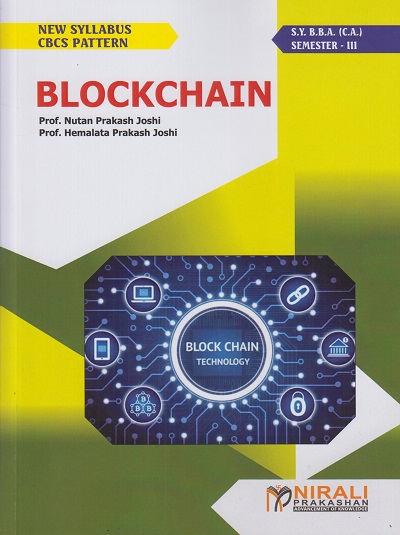 NEW SYLLABUS
CBCS PATTERN
S.Y. B.B.A. (C.A.)
SEMESTER - III
BLOCKCHAIN
Prof. Nutan Prakash Joshi
Prof. Hemalata Prakash Joshi
BLOCK CHAIN
TECHNOLOGY
NIRALI
PRAKASHAN
ADVANCEMENT OF KNOWLEDGE